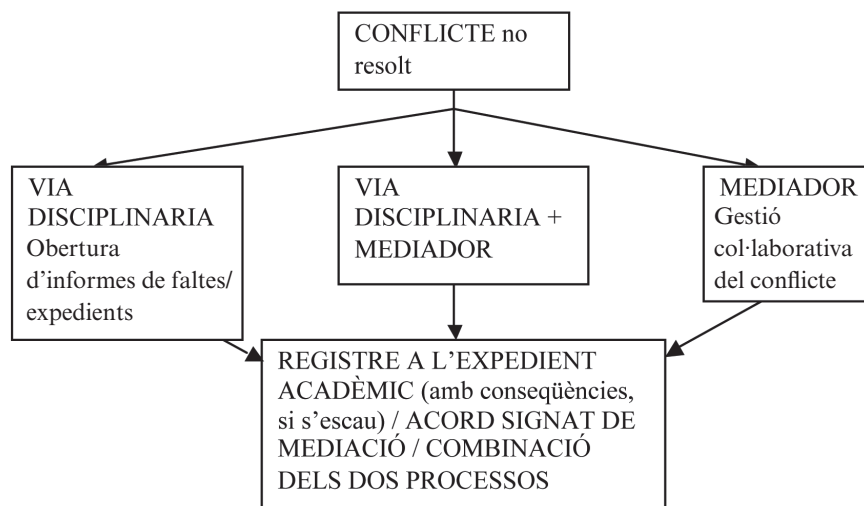 CONFLICTE no
resolt
VIA
DISCIPLINARIA
Obertura
d’informes de faltes/
expedients
VIA
DISCIPLINARIA +
MEDIADOR
MEDIADOR
Gestió
col·laborativa
del conflicte
REGISTRE A L’EXPEDIENT
ACADÈMIC (amb conseqüències,
si s’escau) / ACORD SIGNAT DE
MEDIACIÓ / COMBINACIÓ
DELS DOS PROCESSOS